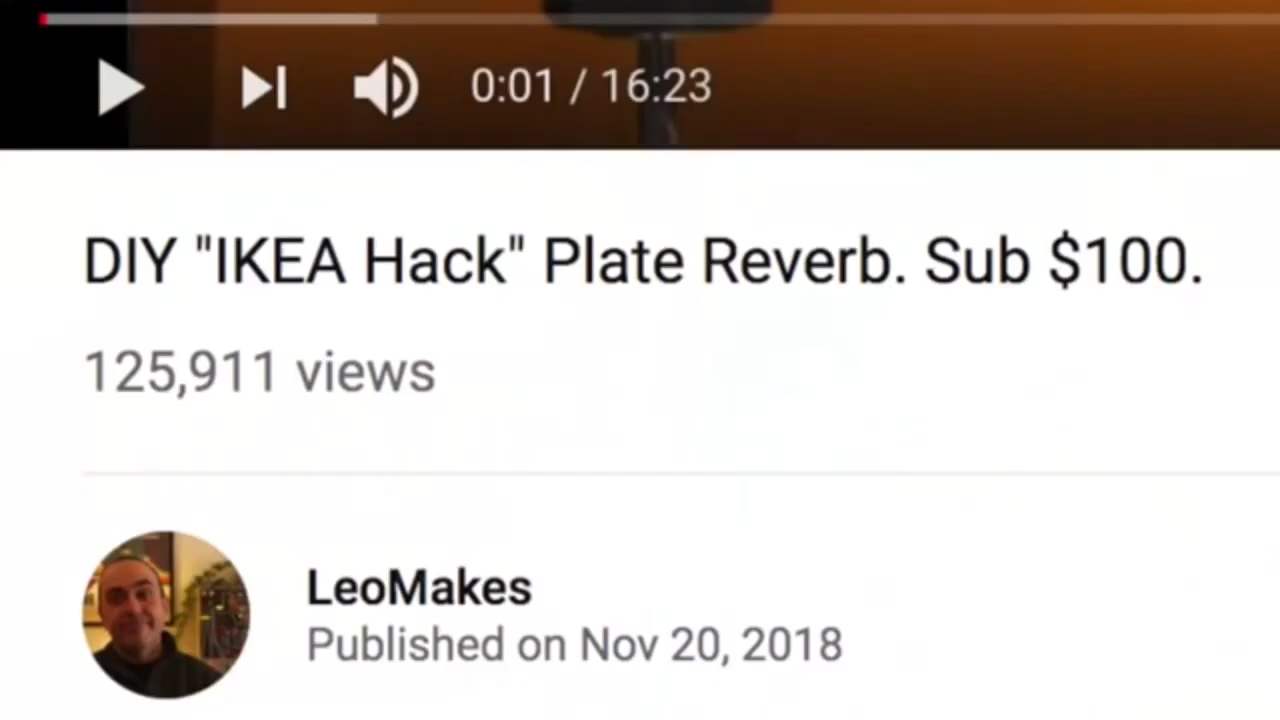 0:01 / 16:23
DIY "IKEA Hack" Plate Reverb. Sub $100.
125,911 views
LeoMakes
Published on Nov 20, 2018